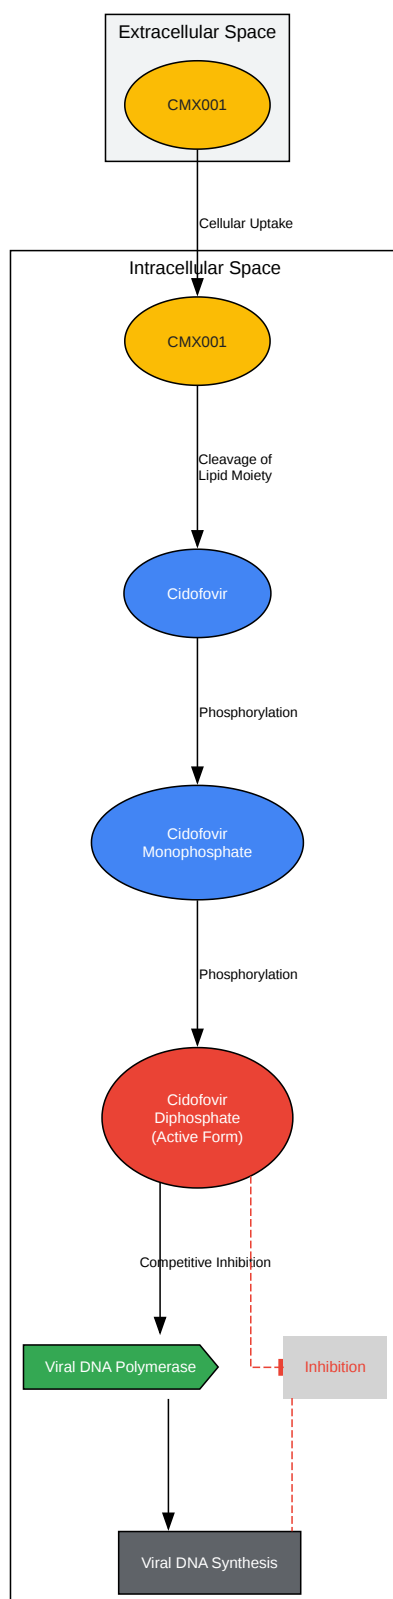 Extracellular Space
CMX001
Cellular Uptake
Intracellular Space
CMX001
Cleavage of
Lipid Moiety
Cidofovir
Phosphorylation
Cidofovir
Monophosphate
Phosphorylation
Cidofovir
Diphosphate
(Active Form)
Competitive Inhibition
Viral DNA Polymerase
Inhibition
Viral DNA Synthesis